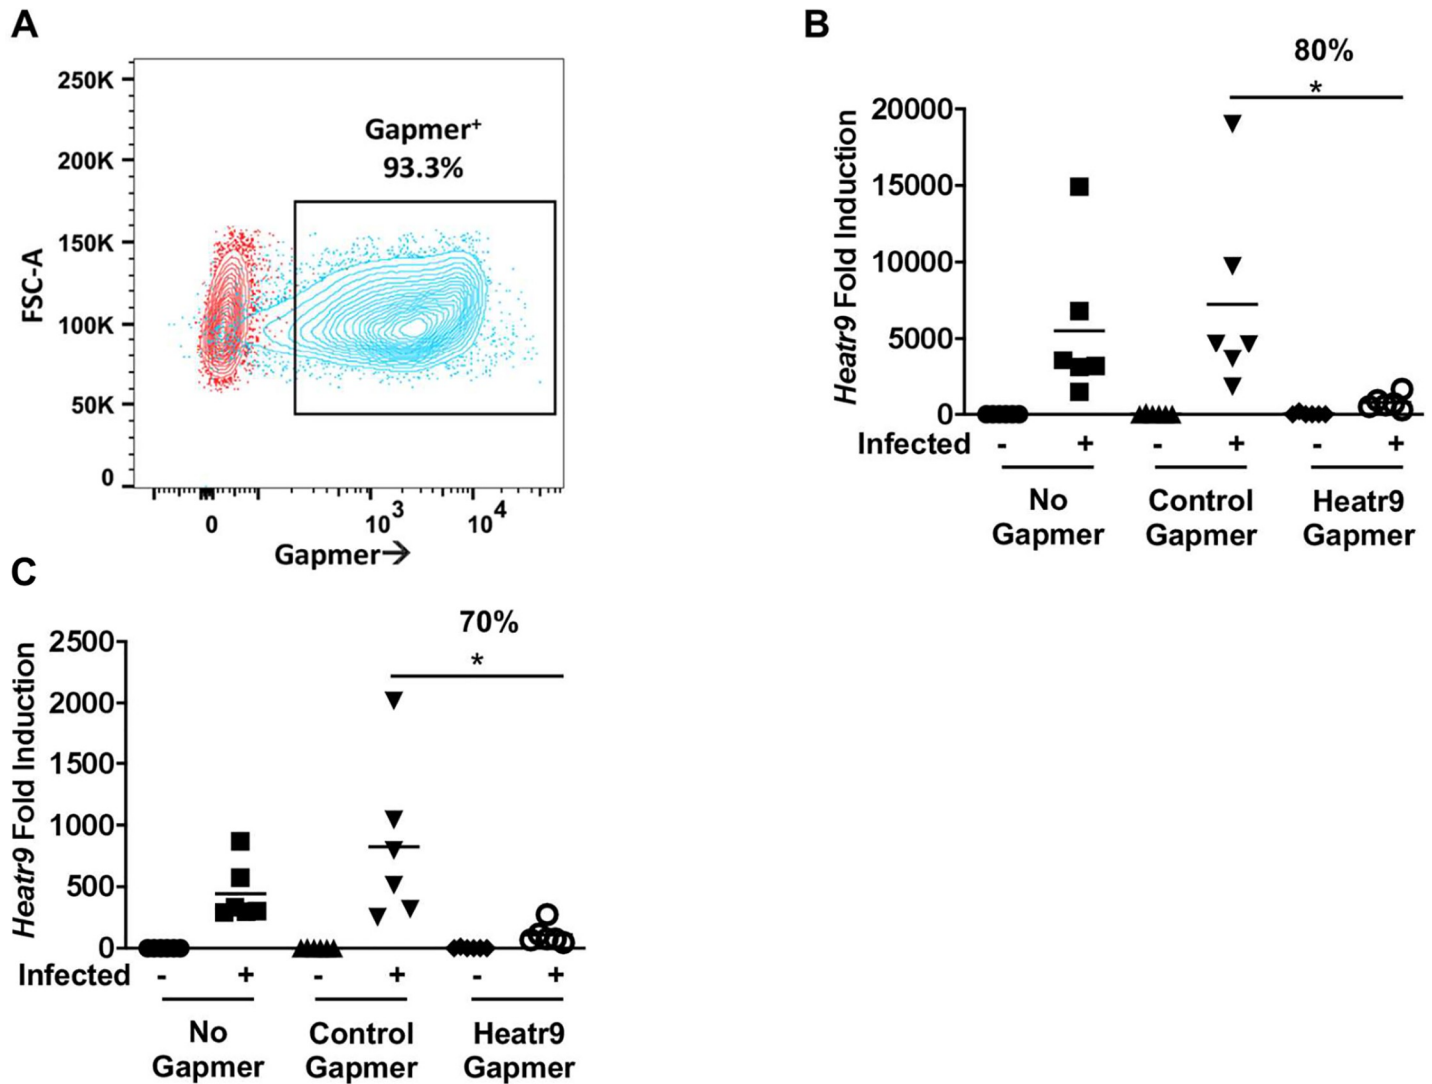 A
250K
200K
150K
100K
50K
0
FSC-A
Gapmer⁺
93.3%
0 10³ 10⁴
Gapmer→
B
80%
*
20000
15000
10000
5000
0
Heatr9 Fold Induction
Infected - + - + - +
No Gapmer Control Gapmer Heatr9 Gapmer
C
70%
*
2500
2000
1500
1000
500
0
Heatr9 Fold Induction
Infected - + - + - +
No Gapmer Control Gapmer Heatr9 Gapmer